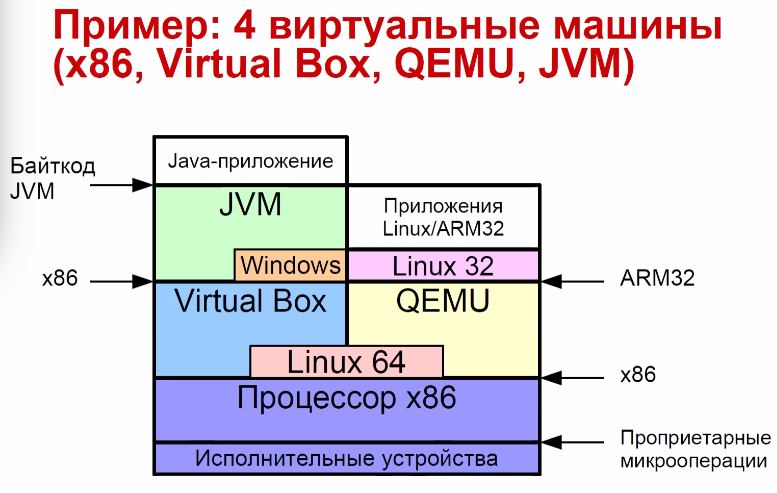 Пример: 4 виртуальные машины
(x86, Virtual Box, QEMU, JVM)
Java-приложение
Байткод
JVM
JVM
Приложения
Linux/ARM32
Windows
Linux 32
x86
ARM32
Virtual Box
QEMU
Linux 64
x86
Процессор x86
Проприетарные
микрооперации
Исполнительные устройства